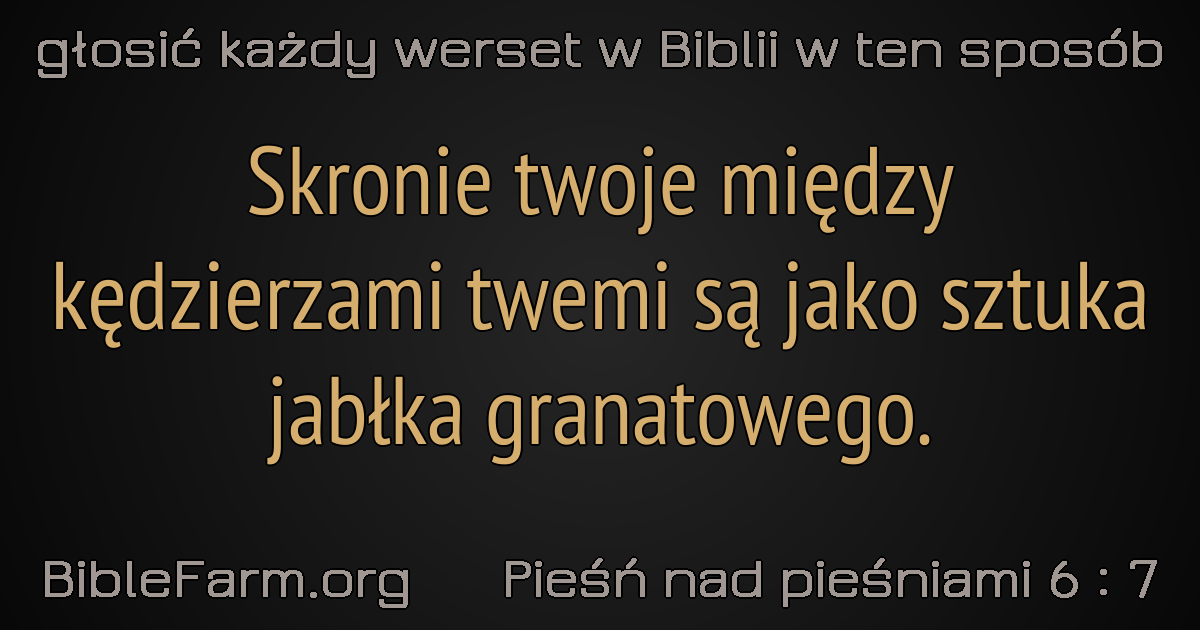 głosić każdy werset w Biblii w ten sposób
Skronie twoje między
kędzierzami twemi są jako sztuka
jabłka granatowego.
BibleFarm.org Pieśń nad pieśniami 6 : 7